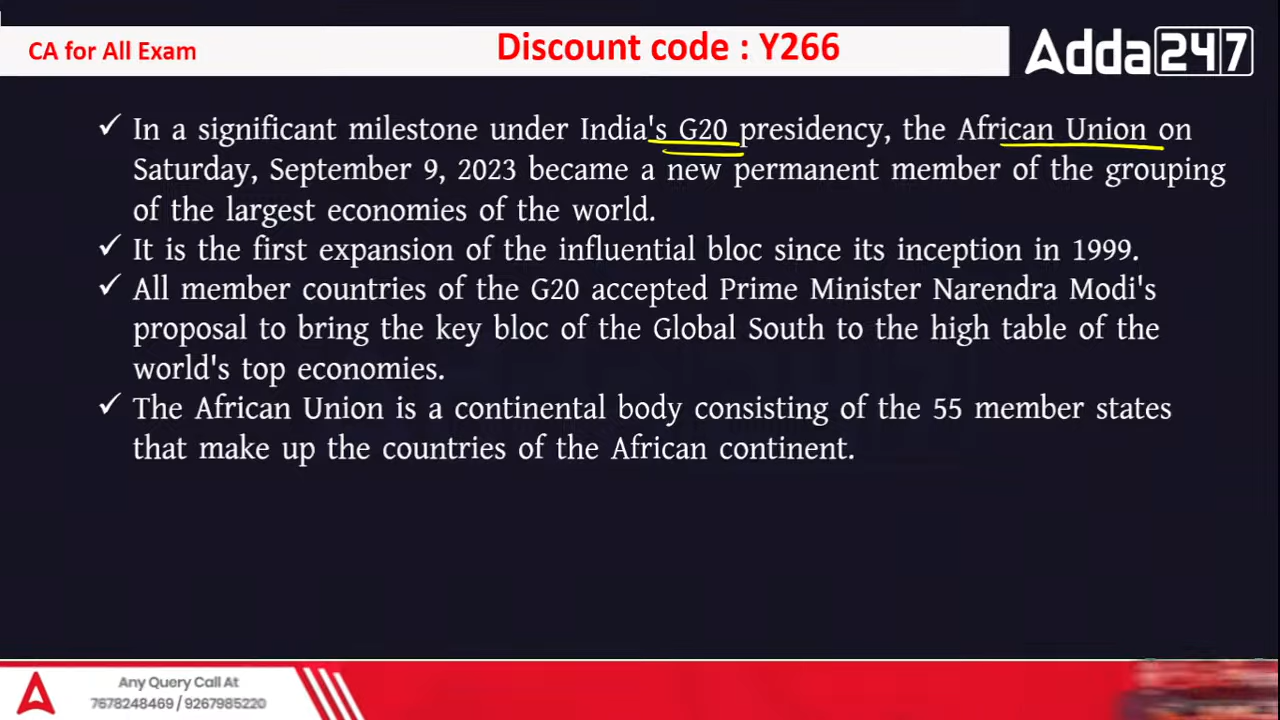 CA for All Exam
Discount code : Y266
Adda247
✓ In a significant milestone under India's G20 presidency, the African Union on
Saturday, September 9, 2023 became a new permanent member of the grouping
of the largest economies of the world.
✓ It is the first expansion of the influential bloc since its inception in 1999.
✓ All member countries of the G20 accepted Prime Minister Narendra Modi's
proposal to bring the key bloc of the Global South to the high table of the
world's top economies.
✓ The African Union is a continental body consisting of the 55 member states
that make up the countries of the African continent.
Any Query Call At
7678248469 / 9267985220